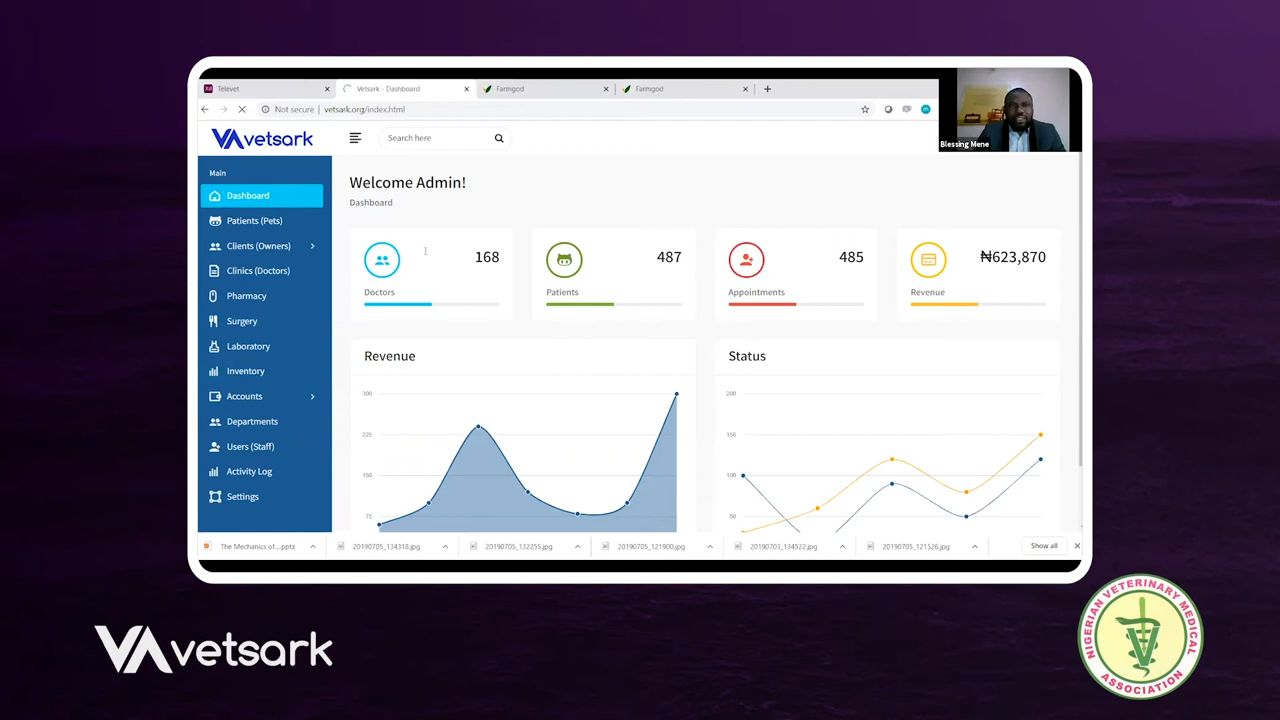 Televet
Vetsark - Dashboard
Farmgod
Farmgod
Not secure | vetsark.org/index.html
Blessing Mene
VA vetsark
Search here
Main
Dashboard
Patients (Pets)
Clients (Owners)
Clinics (Doctors)
Pharmacy
Surgery
Laboratory
Inventory
Accounts
Departments
Users (Staff)
Activity Log
Settings
Welcome Admin!
Dashboard
168
Doctors
487
Patients
485
Appointments
₦623,870
Revenue
Revenue
300
225
150
75
Status
200
150
100
50
The Mechanics of....pptx
20190705_134318.jpg
20190705_132255.jpg
20190705_121900.jpg
20190703_134522.jpg
20190705_121526.jpg
Show all
VA vetsark
NIGERIAN VETERINARY MEDICAL
ASSOCIATION
V